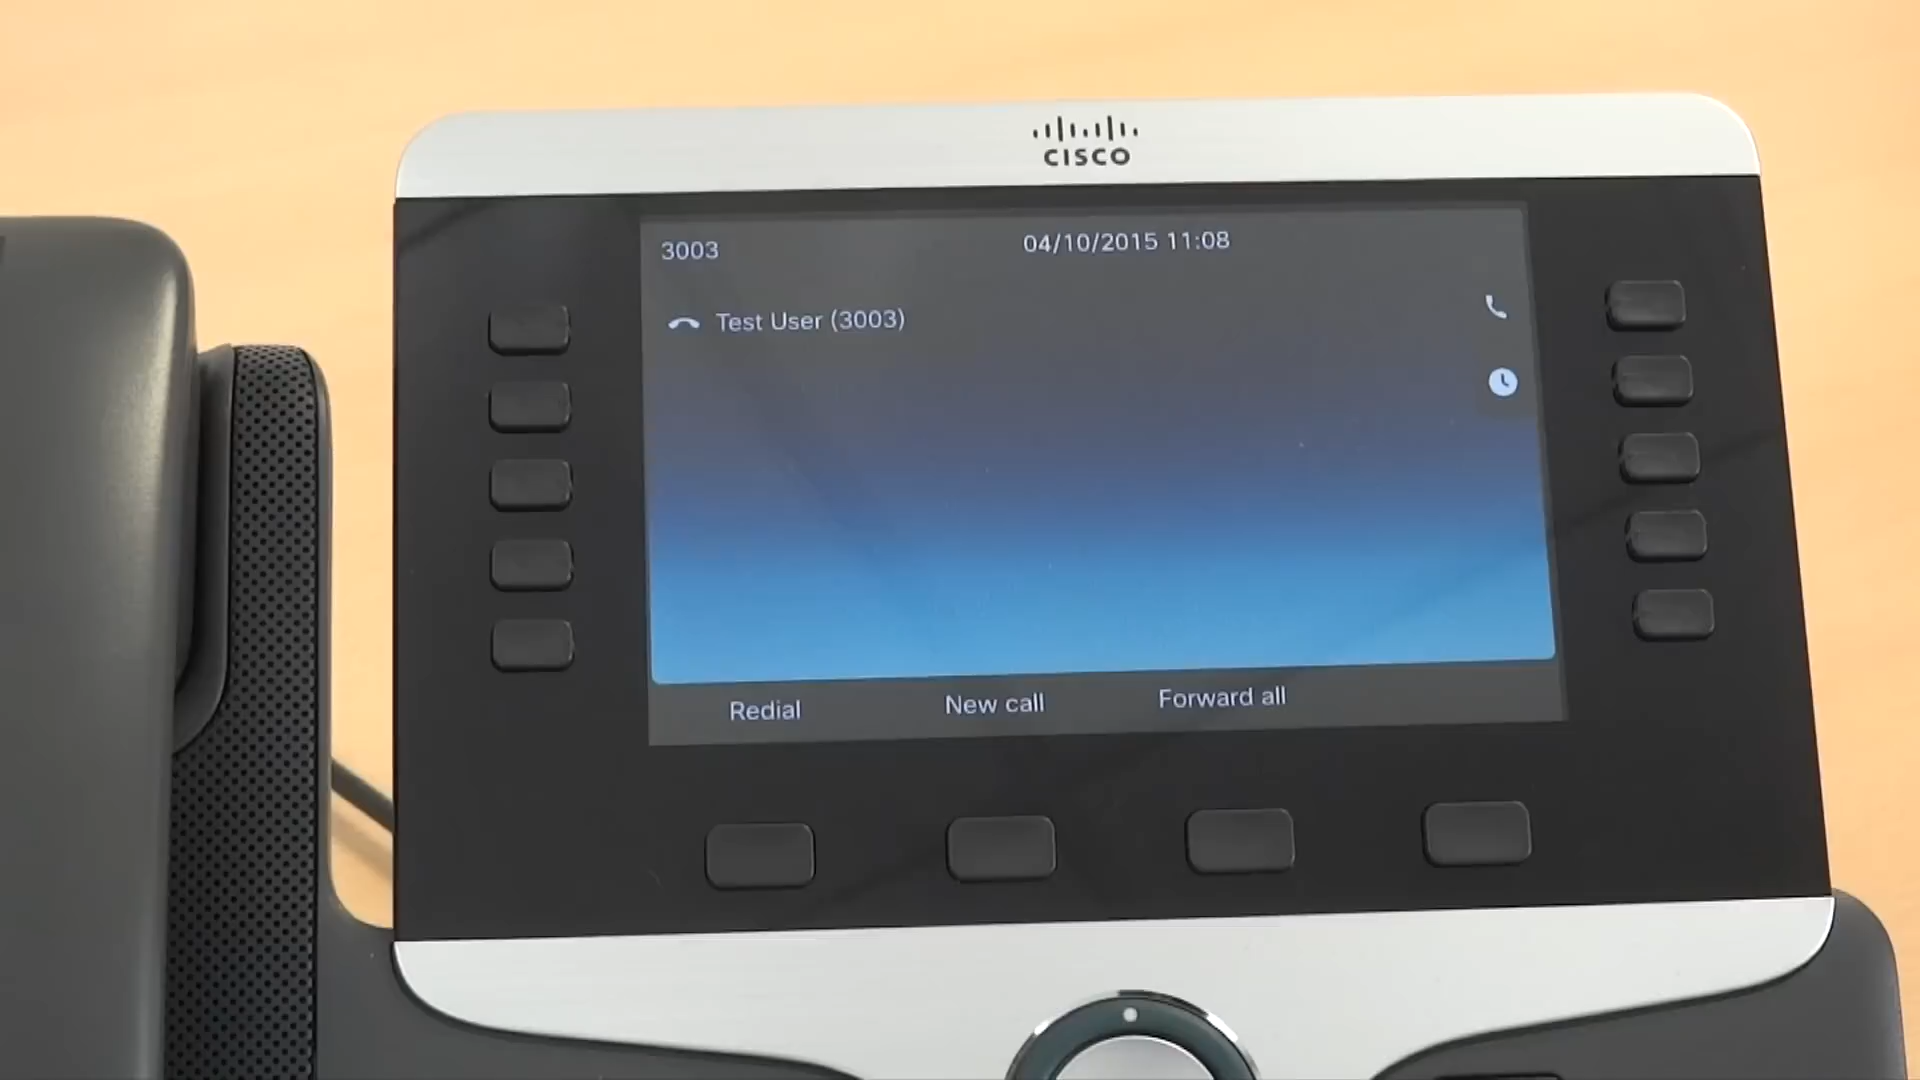 CISCO
3003 04/10/2015 11:08
Test User (3003)
Redial New call Forward all